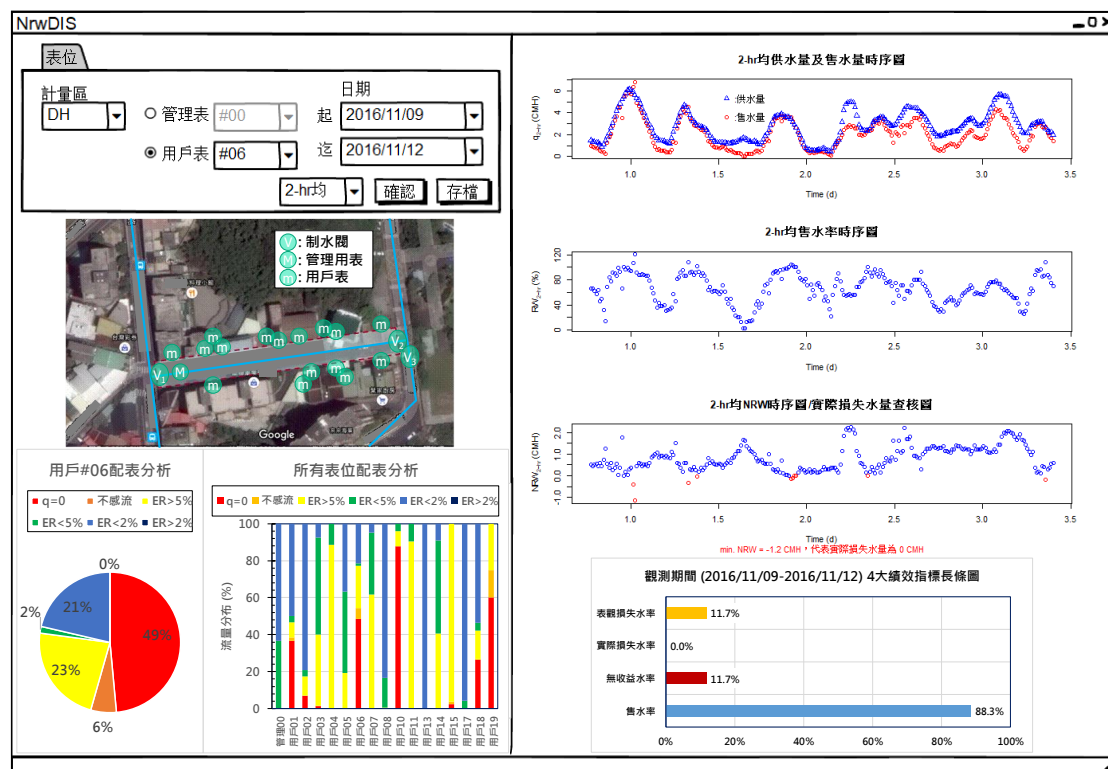 NrwDIS
表位
計量區
DH
管理表 #00
用戶表 #06
日期
起 2016/11/09
迄 2016/11/12
2-hr均 確認 存檔
V : 制水閥
M : 管理用表
m : 用戶表
m m m m m m m m m m
V1 M V2 V3
m m m m m m
Google
用戶#06配表分析
q=0 不感流 ER>5%
ER<5% ER<2% ER>2%
0%
21%
2%
49%
23%
6%
所有表位配表分析
q=0 不感流 ER>5% ER<5% ER<2% ER>2%
流量分布 (%)
100
80
60
40
20
0
管理00 用戶01 用戶02 用戶03 用戶04 用戶05 用戶06 用戶07 用戶08 用戶10 用戶11 用戶13 用戶14 用戶15 用戶17 用戶18 用戶19
2-hr均供水量及售水量時序圖
q2-hr (CMH)
6
4
2
0
:供水量
:售水量
1.0 1.5 2.0 2.5 3.0 3.5
Time (d)
2-hr均售水率時序圖
RW2-hr (%)
120
80
40
0
1.0 1.5 2.0 2.5 3.0 3.5
Time (d)
2-hr均NRW時序圖/實際損失水量查核圖
NRW2-hr (CMH)
2.0
1.0
0.0
-1.0
1.0 1.5 2.0 2.5 3.0 3.5
Time (d)
min. NRW = -1.2 CMH，代表實際損失水量為 0 CMH
觀測期間 (2016/11/09-2016/11/12) 4大績效指標長條圖
表觀損失水率 11.7%
實際損失水率 0.0%
無收益水率 11.7%
售水率 88.3%
0% 20% 40% 60% 80% 100%